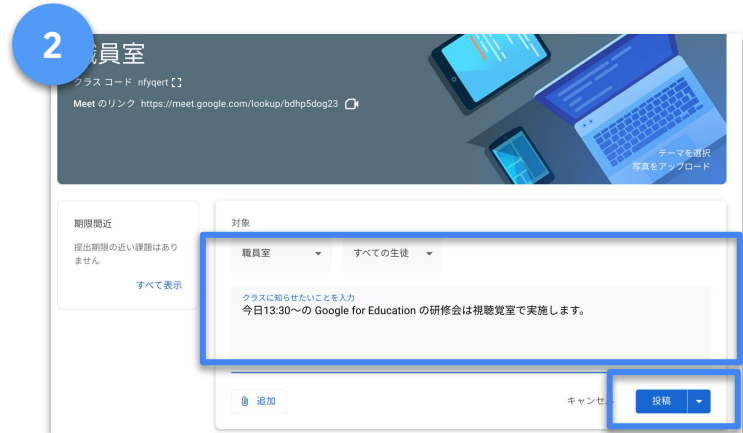 2
職員室
クラス コード nfyqert
Meet のリンク https://meet.google.com/lookup/bdhp5dog23
テーマを選択
写真をアップロード
期限間近
提出期限の近い課題はあり
ません
すべて表示
対象
職員室
すべての生徒
クラスに知らせたいことを入力
今日13:30〜の Google for Education の研修会は視聴覚室で実施します。
追加
キャンセル
投稿